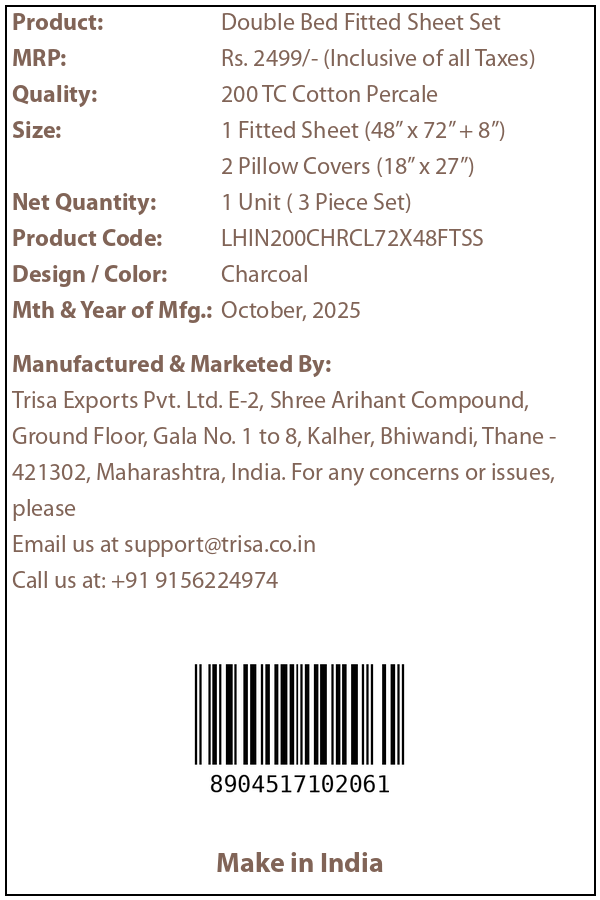 Product: Double Bed Fitted Sheet Set
MRP: Rs. 2499/- (Inclusive of all Taxes)
Quality: 200 TC Cotton Percale
Size: 1 Fitted Sheet (48” x 72” + 8”)
2 Pillow Covers (18” x 27”)
Net Quantity: 1 Unit ( 3 Piece Set)
Product Code: LHIN200CHRCL72X48FTSS
Design / Color: Charcoal
Mth & Year of Mfg.: October, 2025
Manufactured & Marketed By:
Trisa Exports Pvt. Ltd. E-2, Shree Arihant Compound,
Ground Floor, Gala No. 1 to 8, Kalher, Bhiwandi, Thane -
421302, Maharashtra, India. For any concerns or issues,
please
Email us at support@trisa.co.in
Call us at: +91 9156224974
8904517102061
Make in India